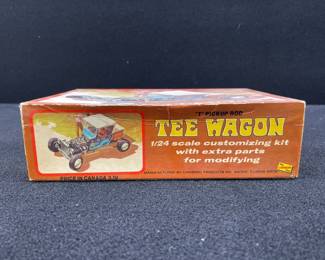 "T" PICKUP ROD
TEE WAGON
1/24 scale customizing kit
with extra parts
for modifying
PRICE IN CANADA